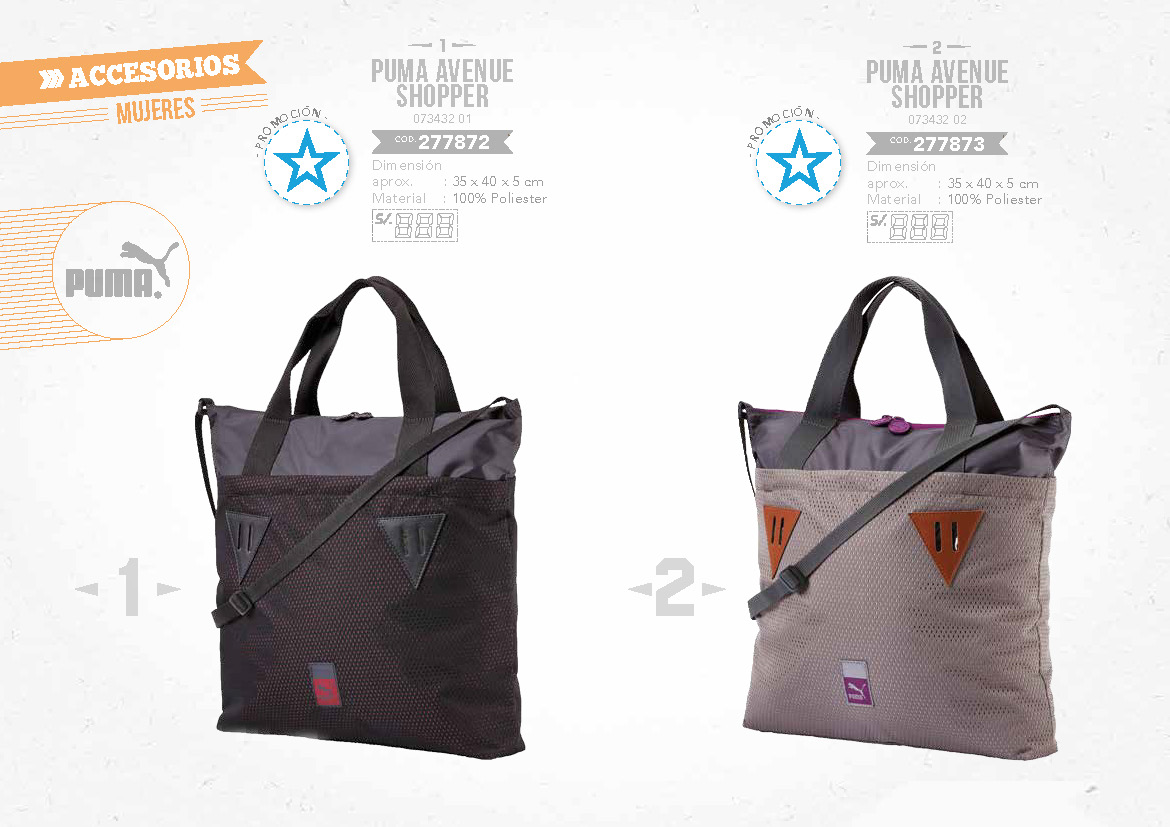 ACCESORIOS
MUJERES
PUMA.
1
PUMA AVENUE
SHOPPER
073432 01
PROMOCIÓN
COD. 277872
Dimensión
aprox. : 35 x 40 x 5 cm
Material : 100% Poliester
S/. 888
2
PUMA AVENUE
SHOPPER
073432 02
PROMOCIÓN
COD. 277873
Dimensión
aprox. : 35 x 40 x 5 cm
Material : 100% Poliester
S/. 888
1
2
PUMA